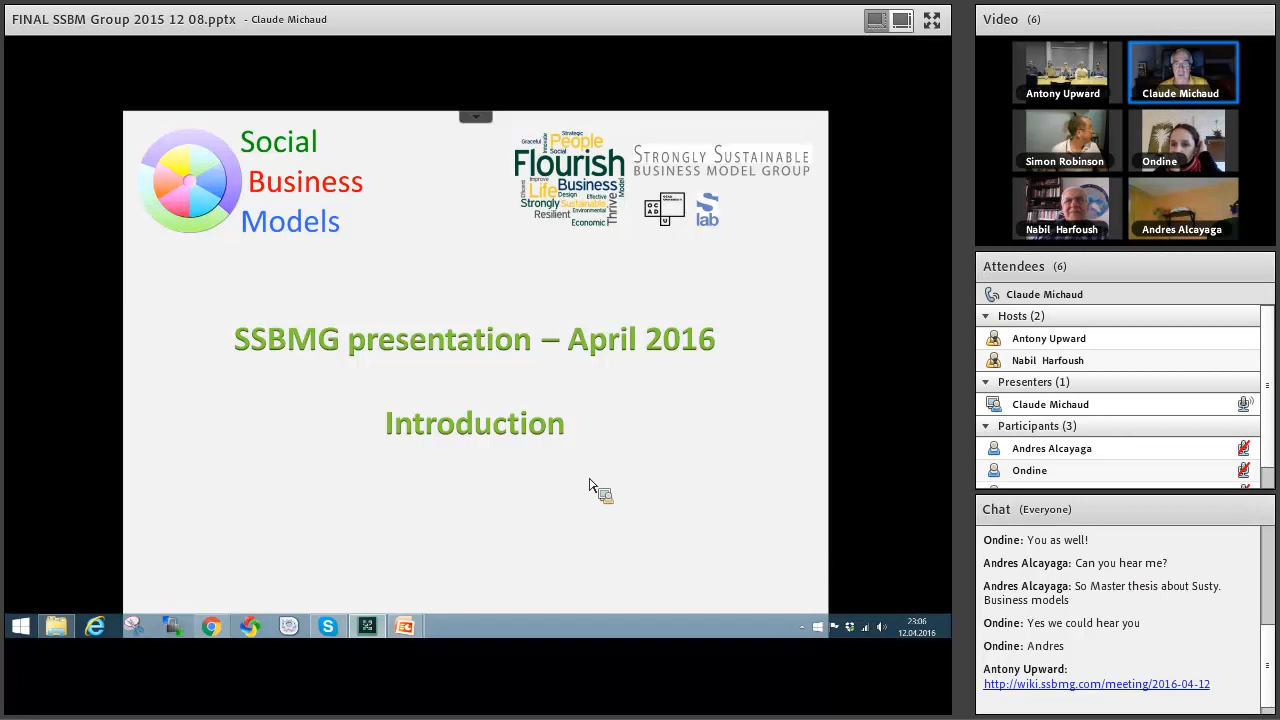 FINAL SSBM Group 2015 12 08.pptx - Claude Michaud
Social
Business
Models
Strategic
Graceful
People
Social
Flourish
Improve
Life
Business
Model
Design
Effective
Strongly
Sustainable
Environmental
Resilient
Thrive
Economic
STRONGLY SUSTAINABLE
BUSINESS MODEL GROUP
OCAD
U
S
lab
SSBMG presentation – April 2016
Introduction
23:06
12.04.2016
Video (6)
Antony Upward
Claude Michaud
Simon Robinson
Ondine
Nabil Harfoush
Andres Alcayaga
Attendees (6)
Claude Michaud
Hosts (2)
Antony Upward
Nabil Harfoush
Presenters (1)
Claude Michaud
Participants (3)
Andres Alcayaga
Ondine
Chat (Everyone)
Ondine: You as well!
Andres Alcayaga: Can you hear me?
Andres Alcayaga: So Master thesis about Susty.
Business models
Ondine: Yes we could hear you
Ondine: Andres
Antony Upward:
http://wiki.ssbmg.com/meeting/2016-04-12